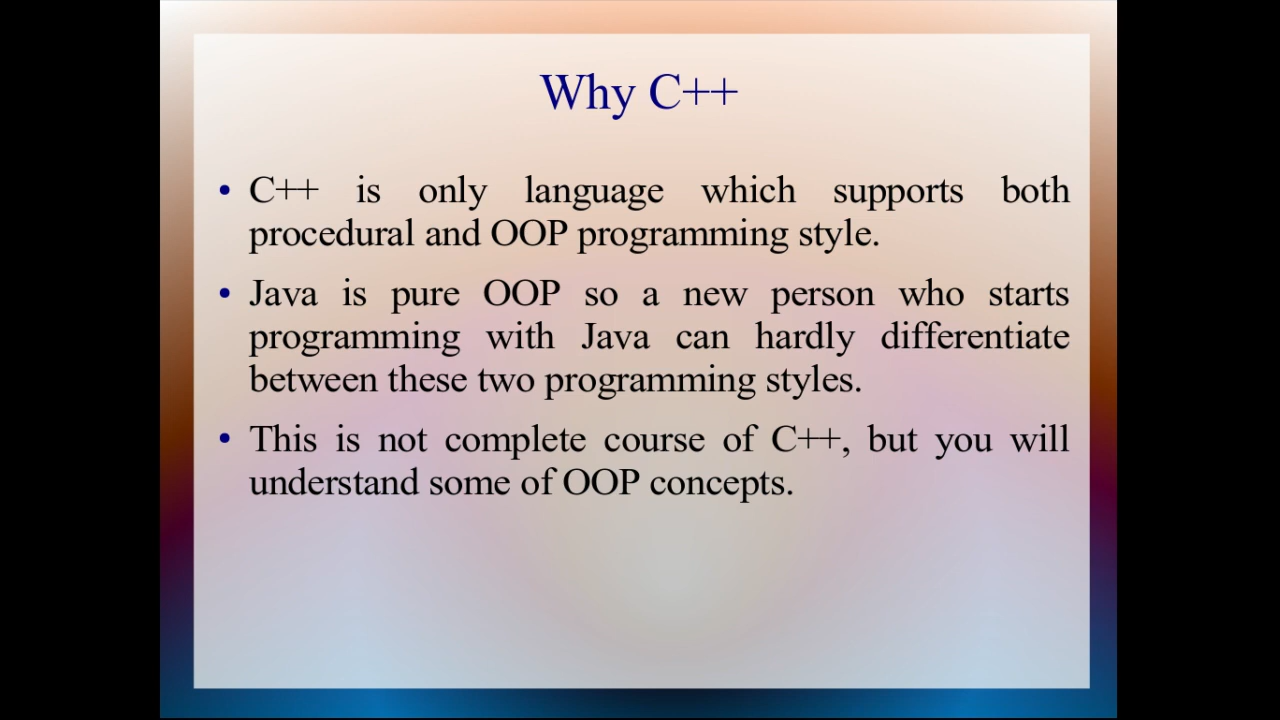 Why C++
• C++ is only language which supports both
procedural and OOP programming style.
• Java is pure OOP so a new person who starts
programming with Java can hardly differentiate
between these two programming styles.
• This is not complete course of C++, but you will
understand some of OOP concepts.